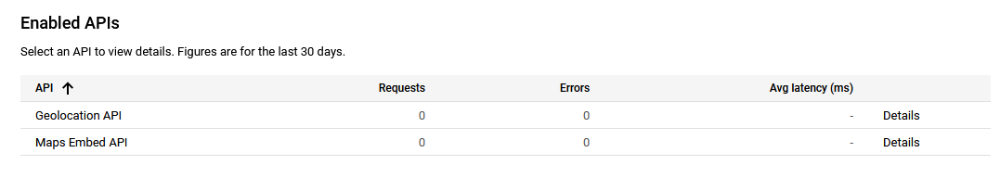 Enabled APIs
Select an API to view details. Figures are for the last 30 days.
API Requests Errors Avg latency (ms)
Geolocation API 0 0 - Details
Maps Embed API 0 0 - Details